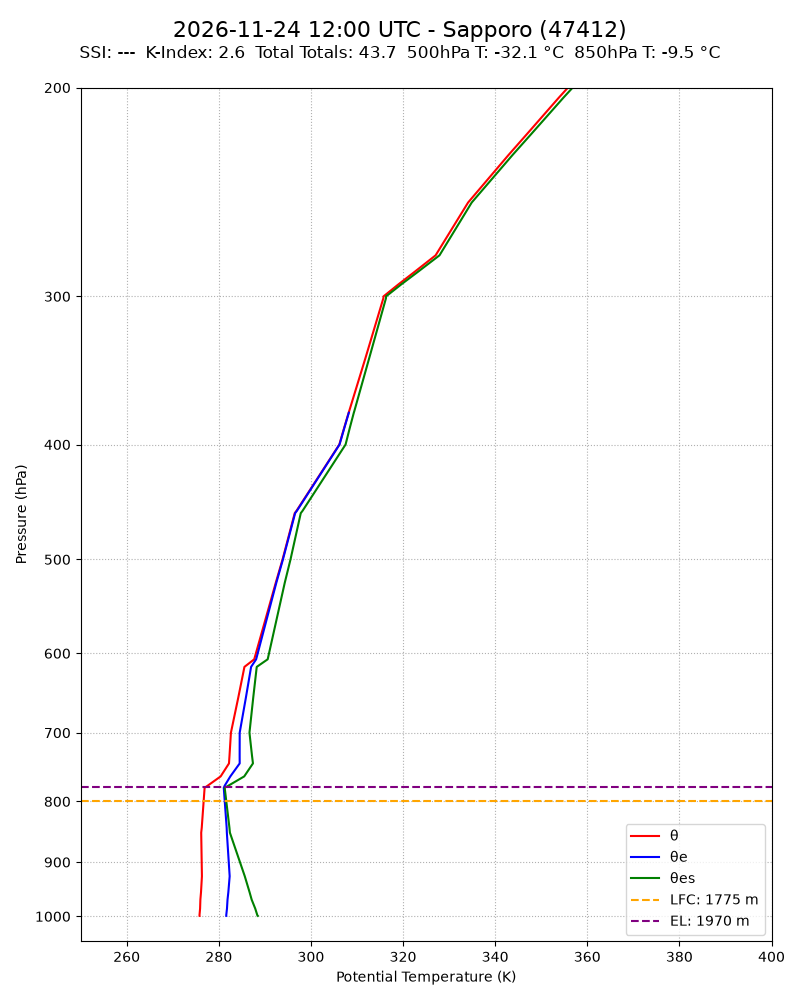 2026-11-24 12:00 UTC - Sapporo (47412)
SSI: ---  K-Index: 2.6  Total Totals: 43.7  500hPa T: -32.1 °C  850hPa T: -9.5 °C
200
300
400
500
600
700
800
900
1000
Pressure (hPa)
θ
θe
θes
LFC: 1775 m
EL: 1970 m
260 280 300 320 340 360 380 400
Potential Temperature (K)